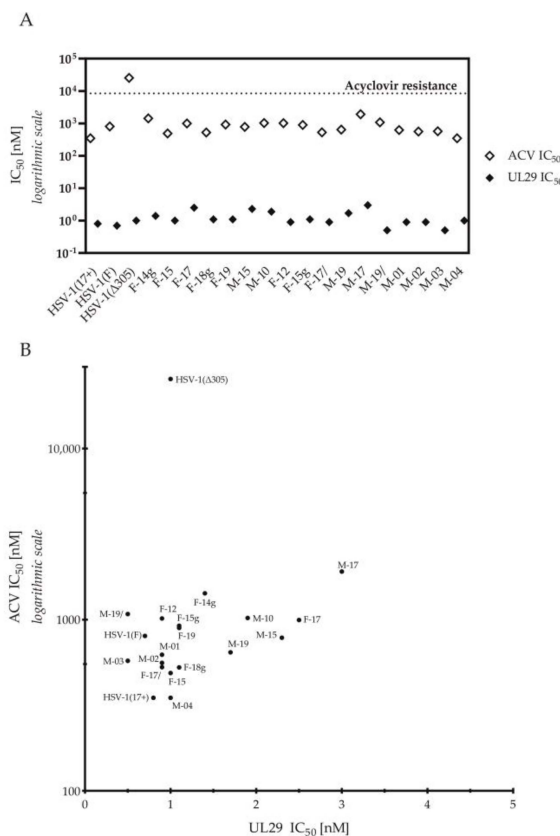 A
IC50 [nM]
logarithmic scale
10^5
10^4
10^3
10^2
10^1
10^0
10^-1
Acyclovir resistance
ACV IC50
UL29 IC50
HSV-1(17+)
HSV-1(F)
HSV-1(Δ305)
F-14g
F-15
F-17
F-18g
F-19
M-15
M-10
F-12
F-15g
F-17/
M-19
M-17
M-19/
M-01
M-02
M-03
M-04
B
ACV IC50 [nM]
logarithmic scale
HSV-1(Δ305)
10,000
M-17
F-14g
M-19/
F-12
F-15g
M-10
F-17
1000
HSV-1(F)
F-19
M-15
M-01
M-19
M-03
M-02
F-18g
F-17/
F-15
HSV-1(17+)
M-04
100
0 1 2 3 4 5
UL29 IC50 [nM]